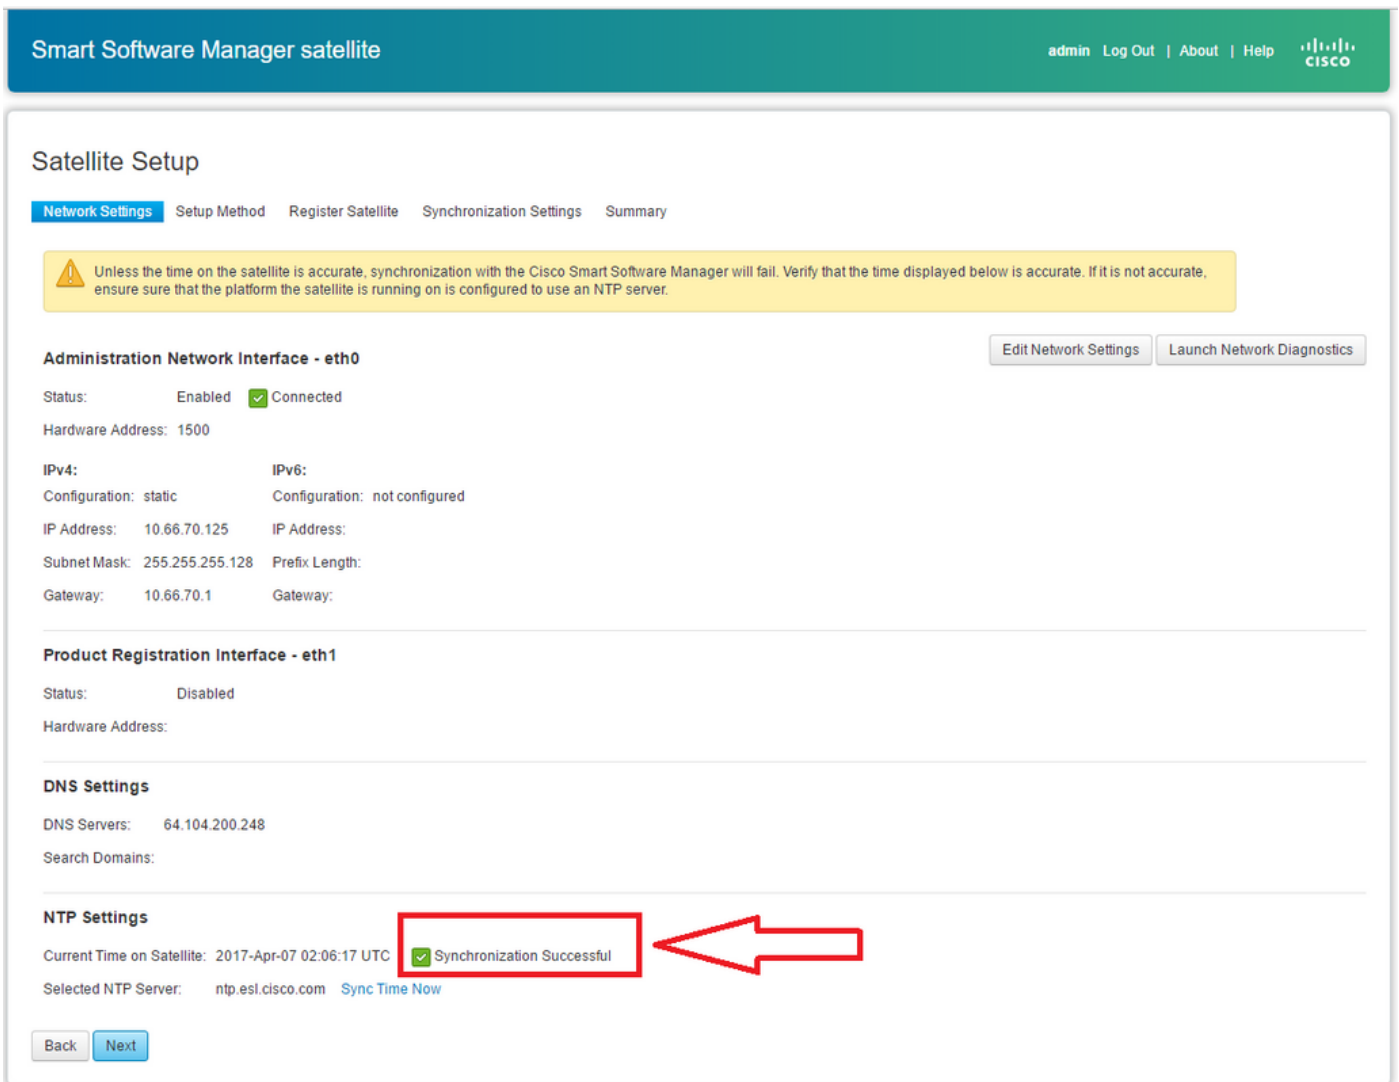 Smart Software Manager satellite
admin Log Out | About | Help
CISCO
Satellite Setup
Network Settings Setup Method Register Satellite Synchronization Settings Summary
Unless the time on the satellite is accurate, synchronization with the Cisco Smart Software Manager will fail. Verify that the time displayed below is accurate. If it is not accurate,
ensure sure that the platform the satellite is running on is configured to use an NTP server.
Edit Network Settings Launch Network Diagnostics
Administration Network Interface - eth0
Status: Enabled Connected
Hardware Address: 1500
IPv4: IPv6:
Configuration: static Configuration: not configured
IP Address: 10.66.70.125 IP Address:
Subnet Mask: 255.255.255.128 Prefix Length:
Gateway: 10.66.70.1 Gateway:
Product Registration Interface - eth1
Status: Disabled
Hardware Address:
DNS Settings
DNS Servers: 64.104.200.248
Search Domains:
NTP Settings
Current Time on Satellite: 2017-Apr-07 02:06:17 UTC Synchronization Successful
Selected NTP Server: ntp.esl.cisco.com Sync Time Now
Back Next